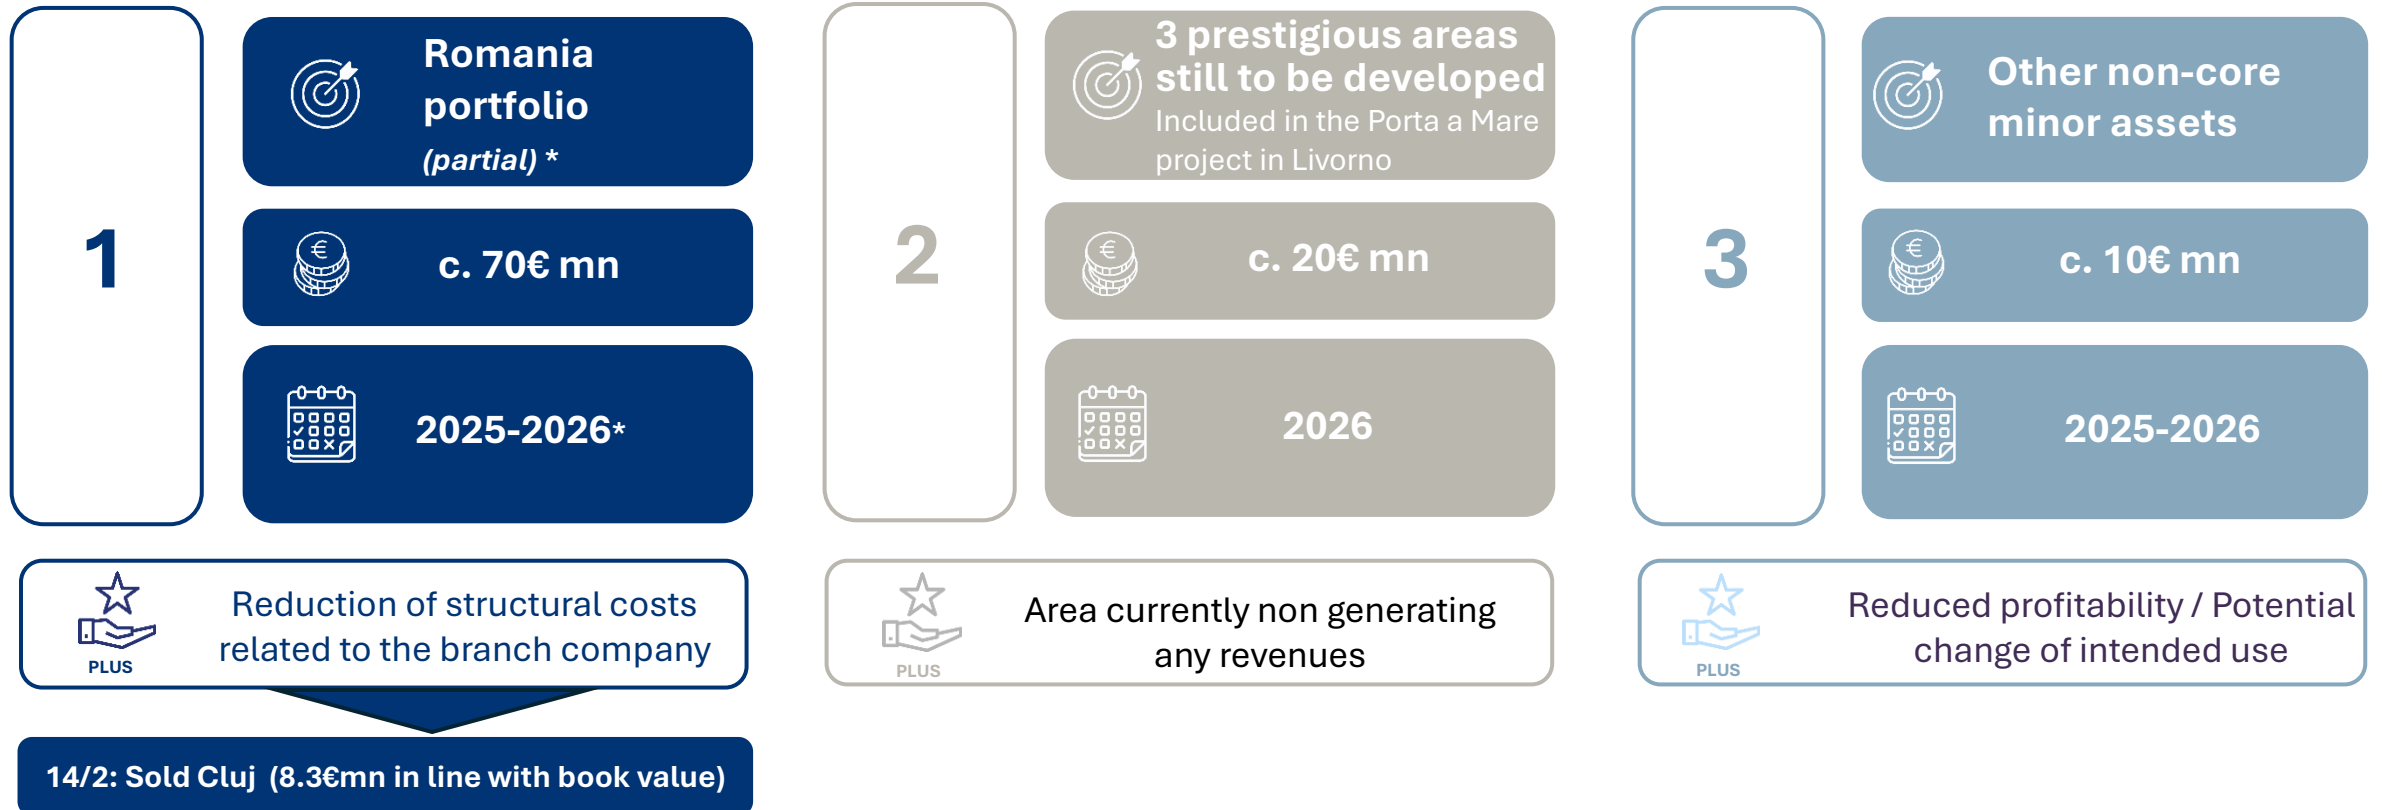 1
Romania
portfolio
(partial) *
c. 70€ mn
2025-2026*
PLUS
Reduction of structural costs
related to the branch company
14/2: Sold Cluj (8.3€mn in line with book value)
2
3 prestigious areas
still to be developed
Included in the Porta a Mare
project in Livorno
c. 20€ mn
2026
PLUS
Area currently non generating
any revenues
3
Other non-core
minor assets
c. 10€ mn
2025-2026
PLUS
Reduced profitability / Potential
change of intended use